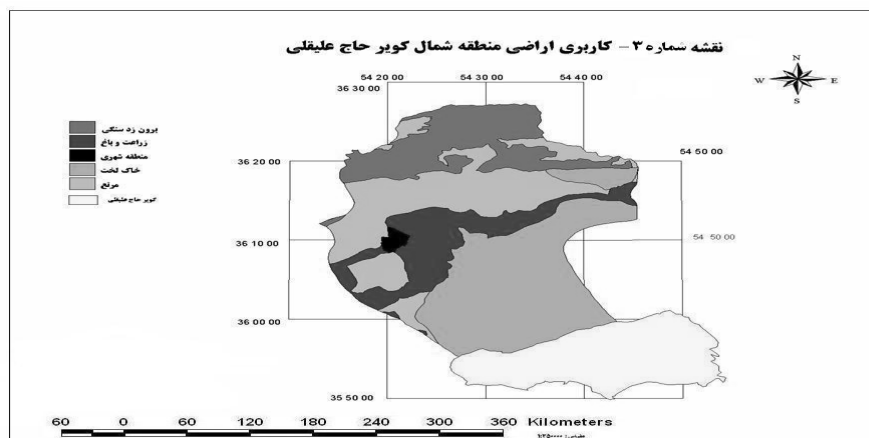 نقشه شماره ۳- کاربری اراضی منطقه شمال کویر حاج علیقلی
N
W E
S
54 20 00 54 30 00 54 40 00
36 30 00
36 20 00
54 50 00
36 10 00
54 50 00
36 00 00
35 50 00
برون زد سنگی
زراعت و باغ
منطقه شهری
خاک لخت
مرتع
کویر حاج علیقلی
60 0 60 120 180 240 300 360 Kilometers